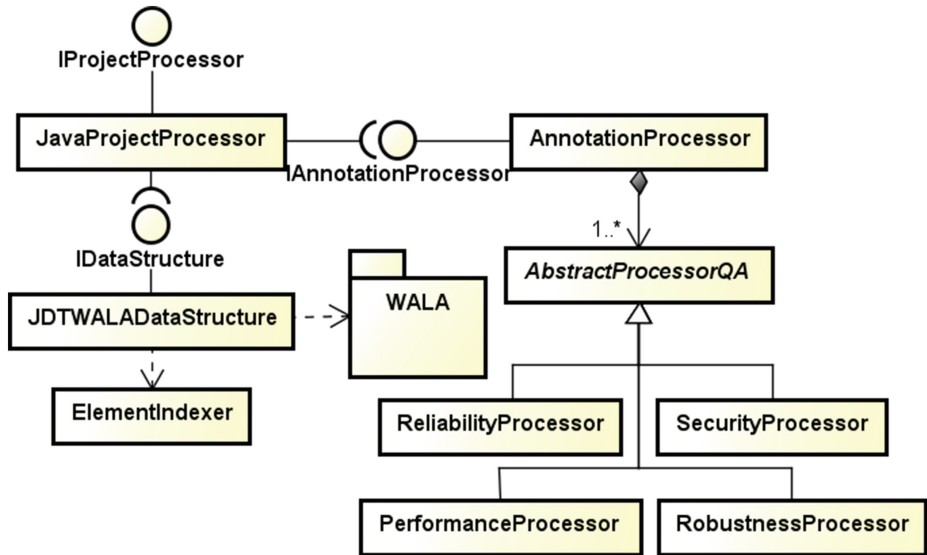 IProjectProcessor
JavaProjectProcessor
AnnotationProcessor
IAnnotationProcessor
1..*
IDataStructure
AbstractProcessorQA
WALA
JDTWALADataStructure
ElementIndexer
ReliabilityProcessor
SecurityProcessor
PerformanceProcessor
RobustnessProcessor